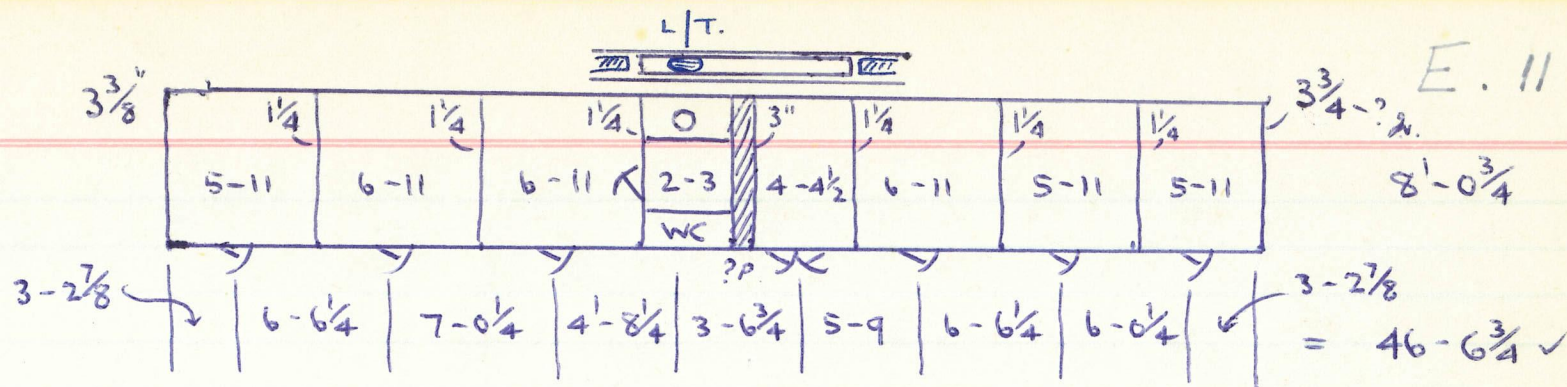 L/T.
E. 11
3 3/8" 1 1/4 1 1/4 1 1/4 O 3" 1 1/4 1 1/4 1 1/4 3 3/4 - ?
5-11 6-11 6-11 2-3 4-4 1/2 6-11 5-11 5-11 8'-0 3/4
WC
?P
3-2 7/8 6-6 1/4 7-0 1/4 4'-8 1/4 3-6 3/4 5-9 6-6 1/4 6-0 1/4 3-2 7/8
= 46-6 3/4 ✓